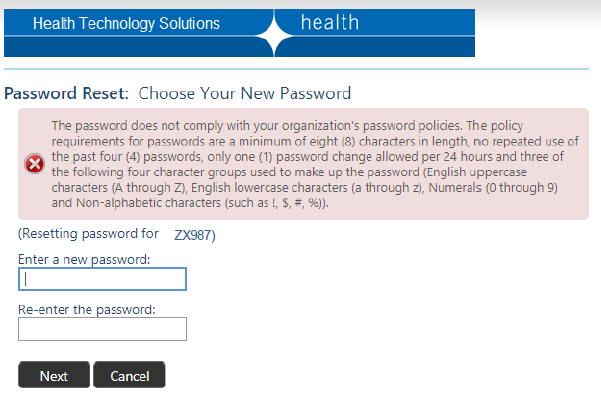 Health Technology Solutions health
Password Reset: Choose Your New Password
The password does not comply with your organization's password policies. The policy
requirements for passwords are a minimum of eight (8) characters in length, no repeated use of
the past four (4) passwords, only one (1) password change allowed per 24 hours and three of
the following four character groups used to make up the password (English uppercase
characters (A through Z), English lowercase characters (a through z), Numerals (0 through 9)
and Non-alphabetic characters (such as !, $, #, %)).
(Resetting password for ZX987)
Enter a new password:
Re-enter the password:
Next Cancel